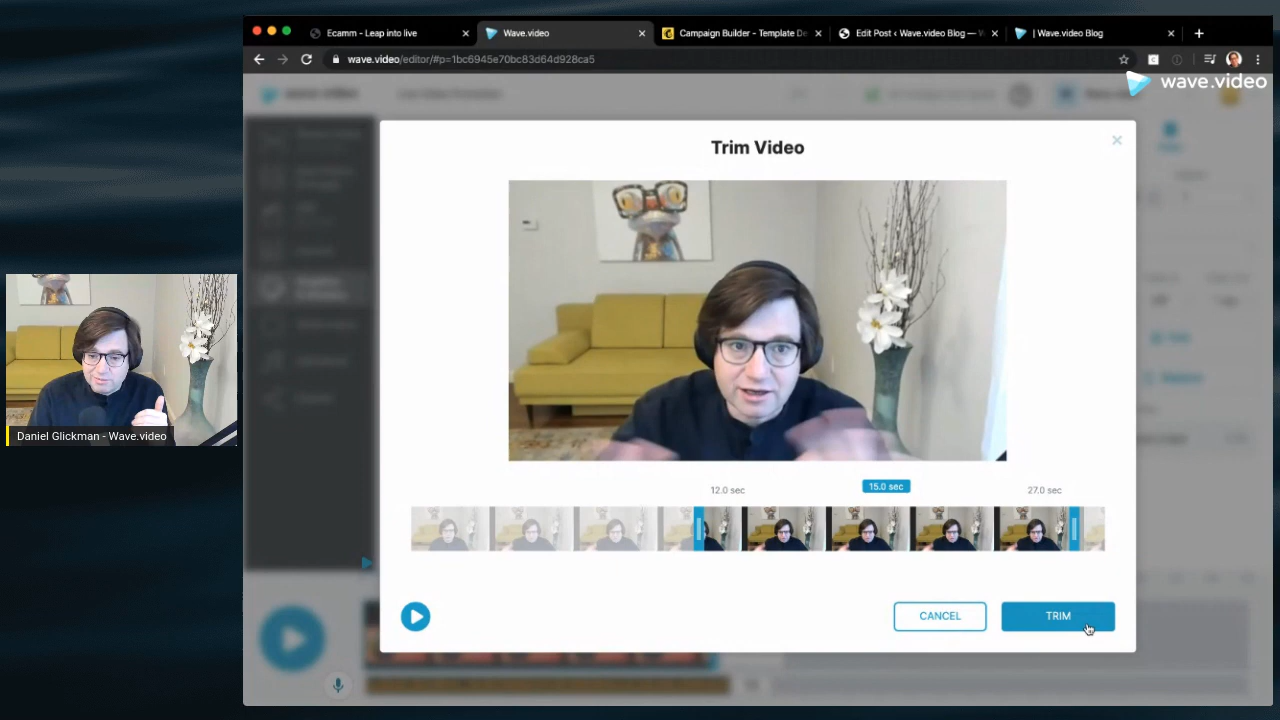 Ecamm - Leap into live
Wave.video
Campaign Builder - Template De
Edit Post ‹ Wave.video Blog —
| Wave.video Blog
wave.video/editor/#p=1bc6945e70bc83d64d928ca5
wave.video
Trim Video
12.0 sec
15.0 sec
27.0 sec
CANCEL
TRIM
Daniel Glickman - Wave.video